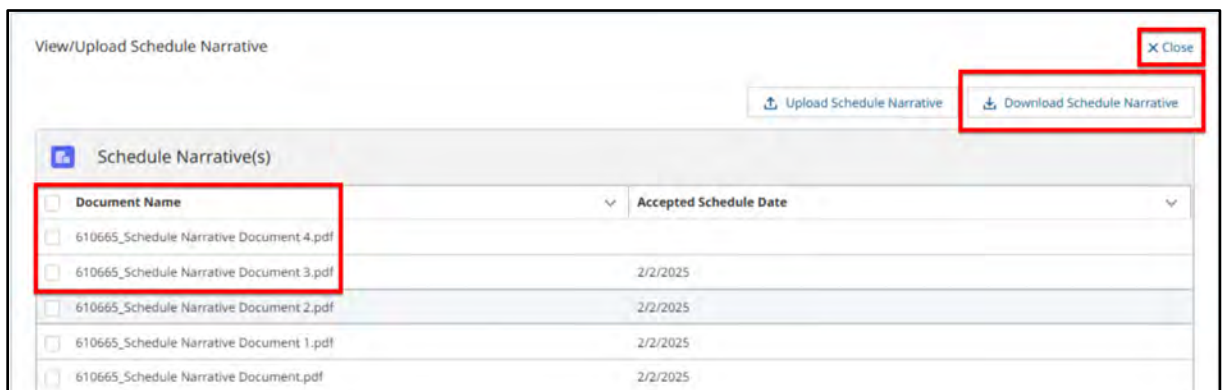 View/Upload Schedule Narrative
× Close
Upload Schedule Narrative Download Schedule Narrative
Schedule Narrative(s)
Document Name Accepted Schedule Date
610665_Schedule Narrative Document 4.pdf
610665_Schedule Narrative Document 3.pdf 2/2/2025
610665_Schedule Narrative Document 2.pdf 2/2/2025
610665_Schedule Narrative Document 1.pdf 2/2/2025
610665_Schedule Narrative Document.pdf 2/2/2025